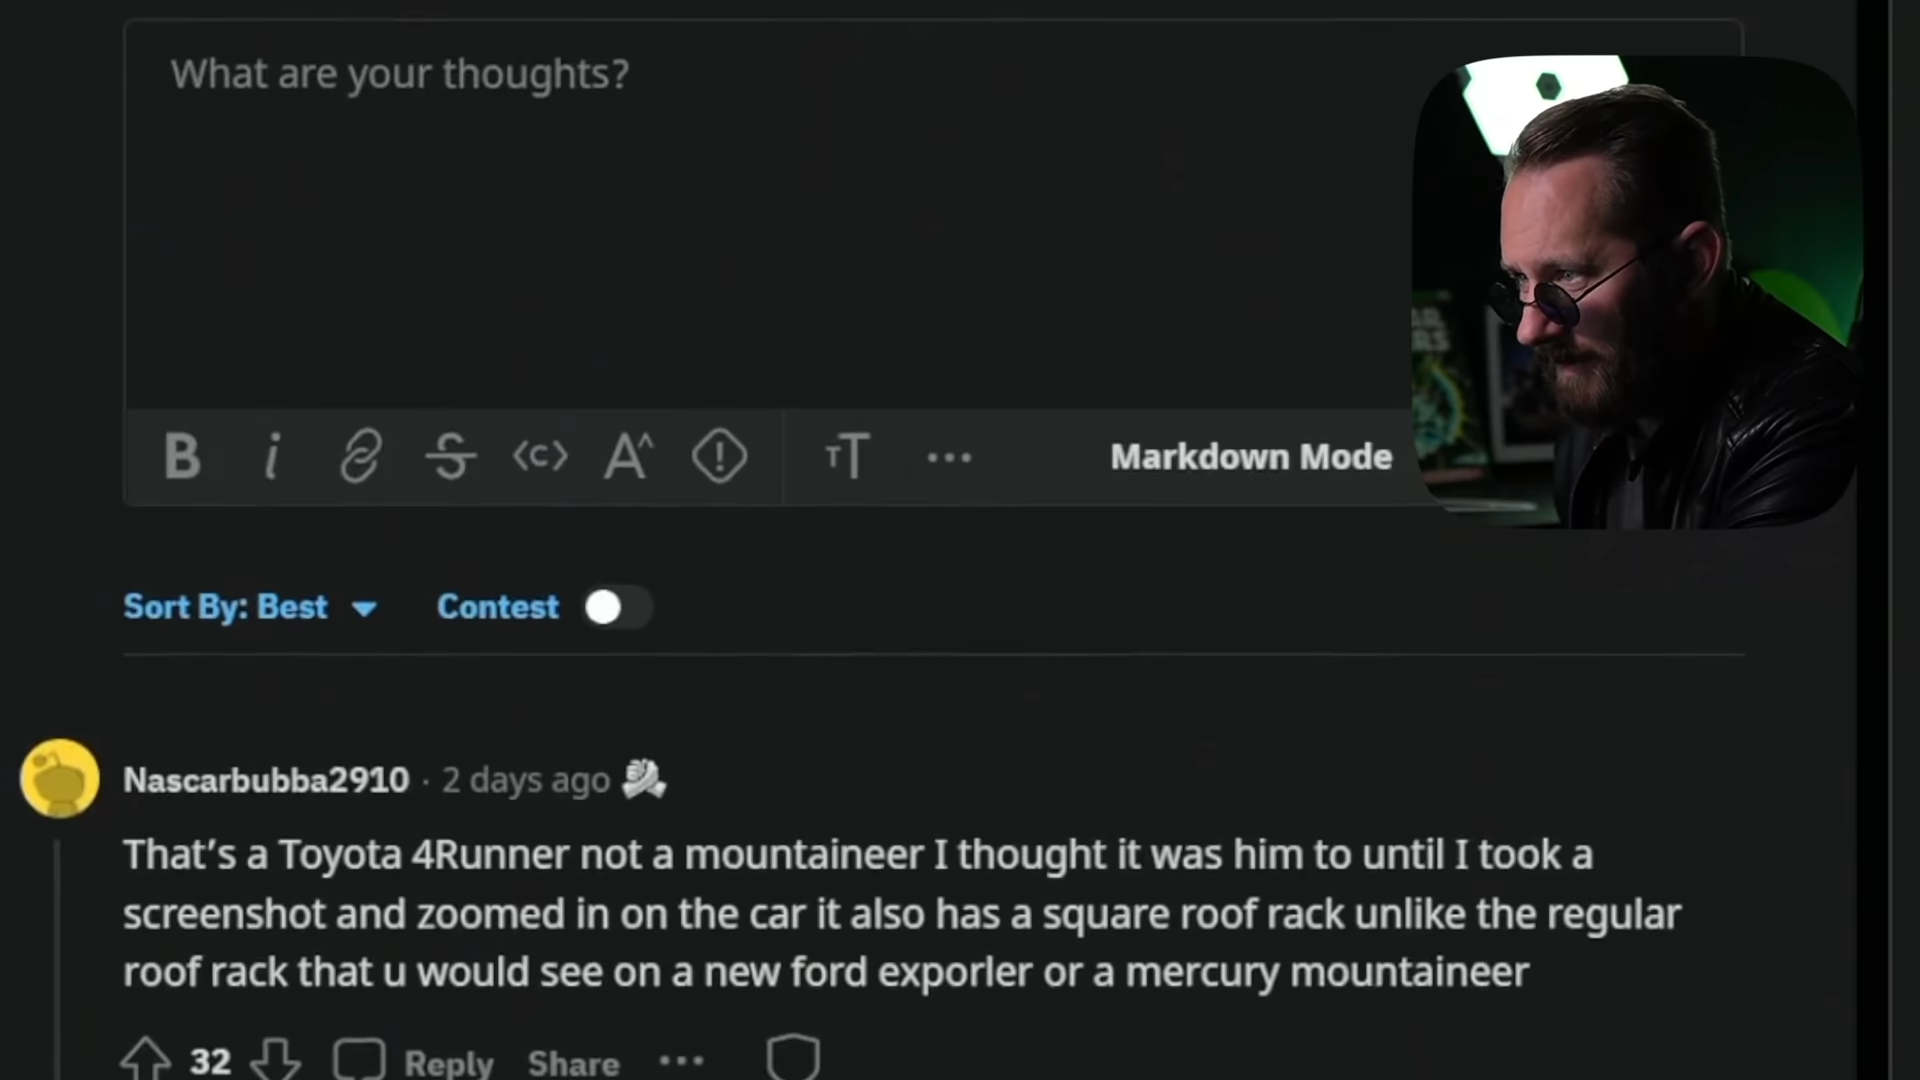 What are your thoughts?
B i <c> A^ TT ...
Markdown Mode
Sort By: Best Contest
Nascarbubba2910 · 2 days ago
That's a Toyota 4Runner not a mountaineer I thought it was him to until I took a
screenshot and zoomed in on the car it also has a square roof rack unlike the regular
roof rack that u would see on a new ford exporler or a mercury mountaineer
32 Reply Share ...